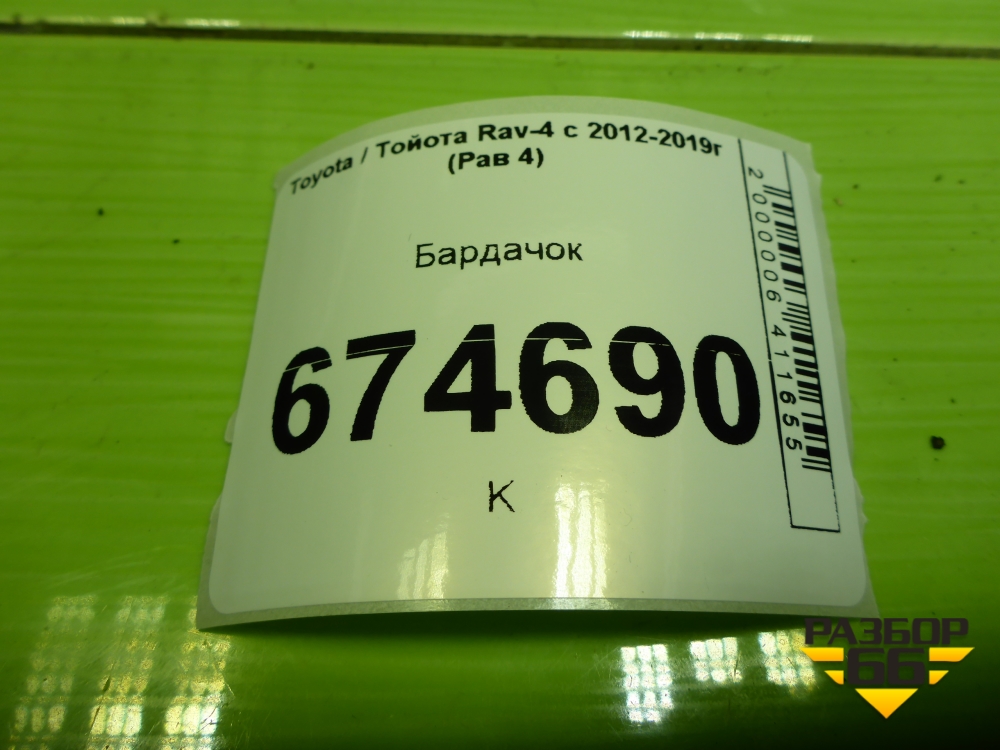 Toyota / Тойота Rav-4 с 2012-2019г
(Рав 4)
Бардачок
674690
К
2000006411655
РАЗБОР
66